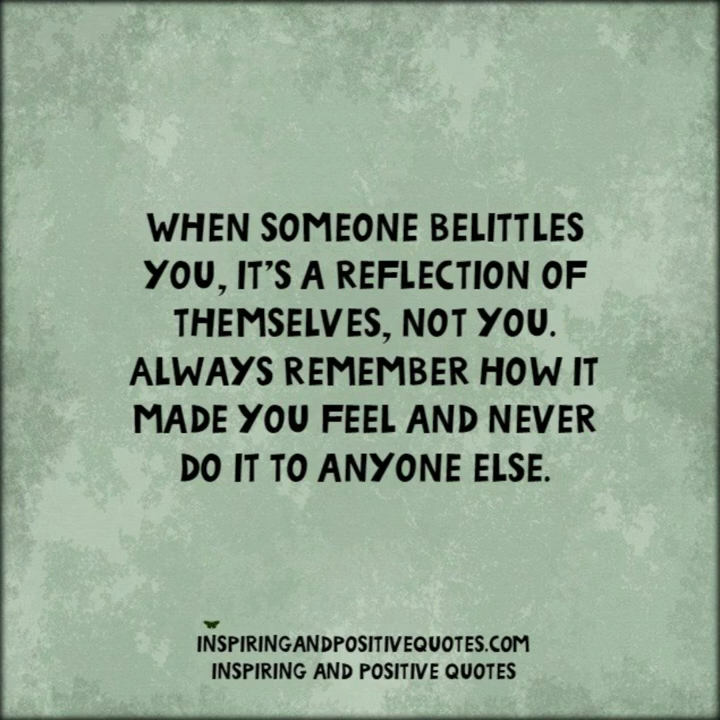 WHEN SOMEONE BELITTLES
YOU, IT'S A REFLECTION OF
THEMSELVES, NOT YOU.
ALWAYS REMEMBER HOW IT
MADE YOU FEEL AND NEVER
DO IT TO ANYONE ELSE.
INSPIRINGANDPOSITIVEQUOTES.COM
INSPIRING AND POSITIVE QUOTES